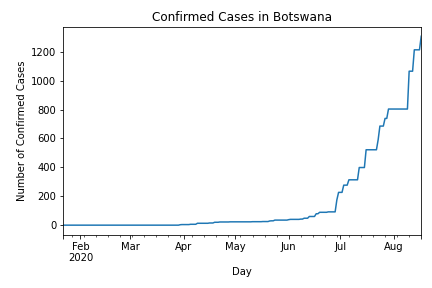 Confirmed Cases in Botswana
Number of Confirmed Cases
1200
1000
800
600
400
200
0
Feb Mar Apr May Jun Jul Aug
2020
Day